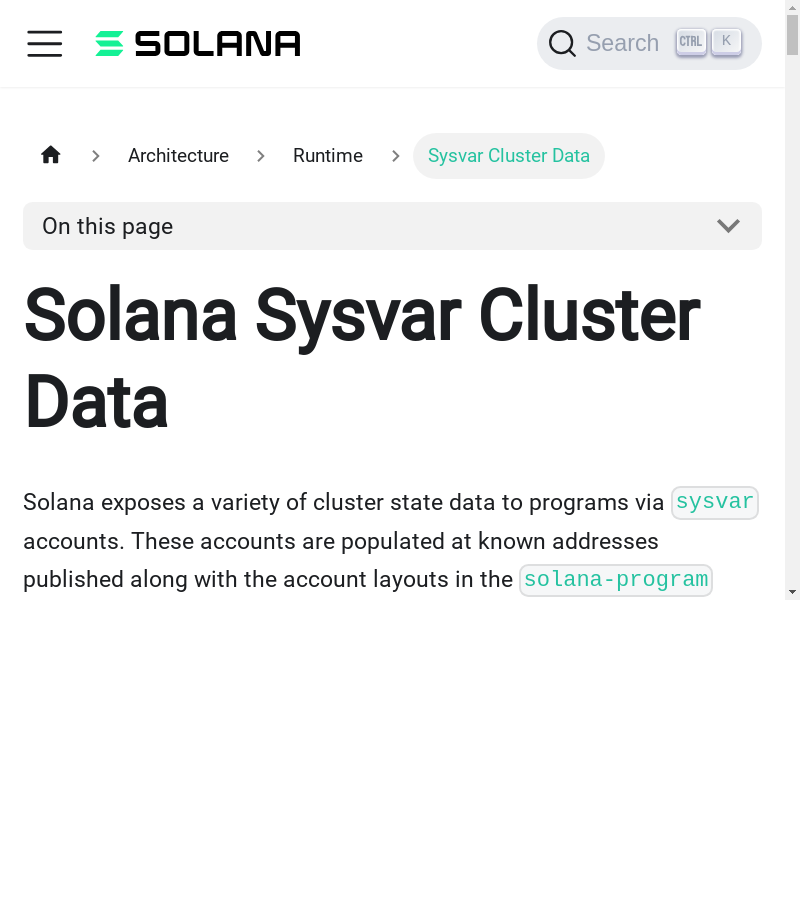 SOLANA
Search CTRL K
Architecture Runtime Sysvar Cluster Data
On this page
Solana Sysvar Cluster
Data
Solana exposes a variety of cluster state data to programs via sysvar
accounts. These accounts are populated at known addresses
published along with the account layouts in the solana-program